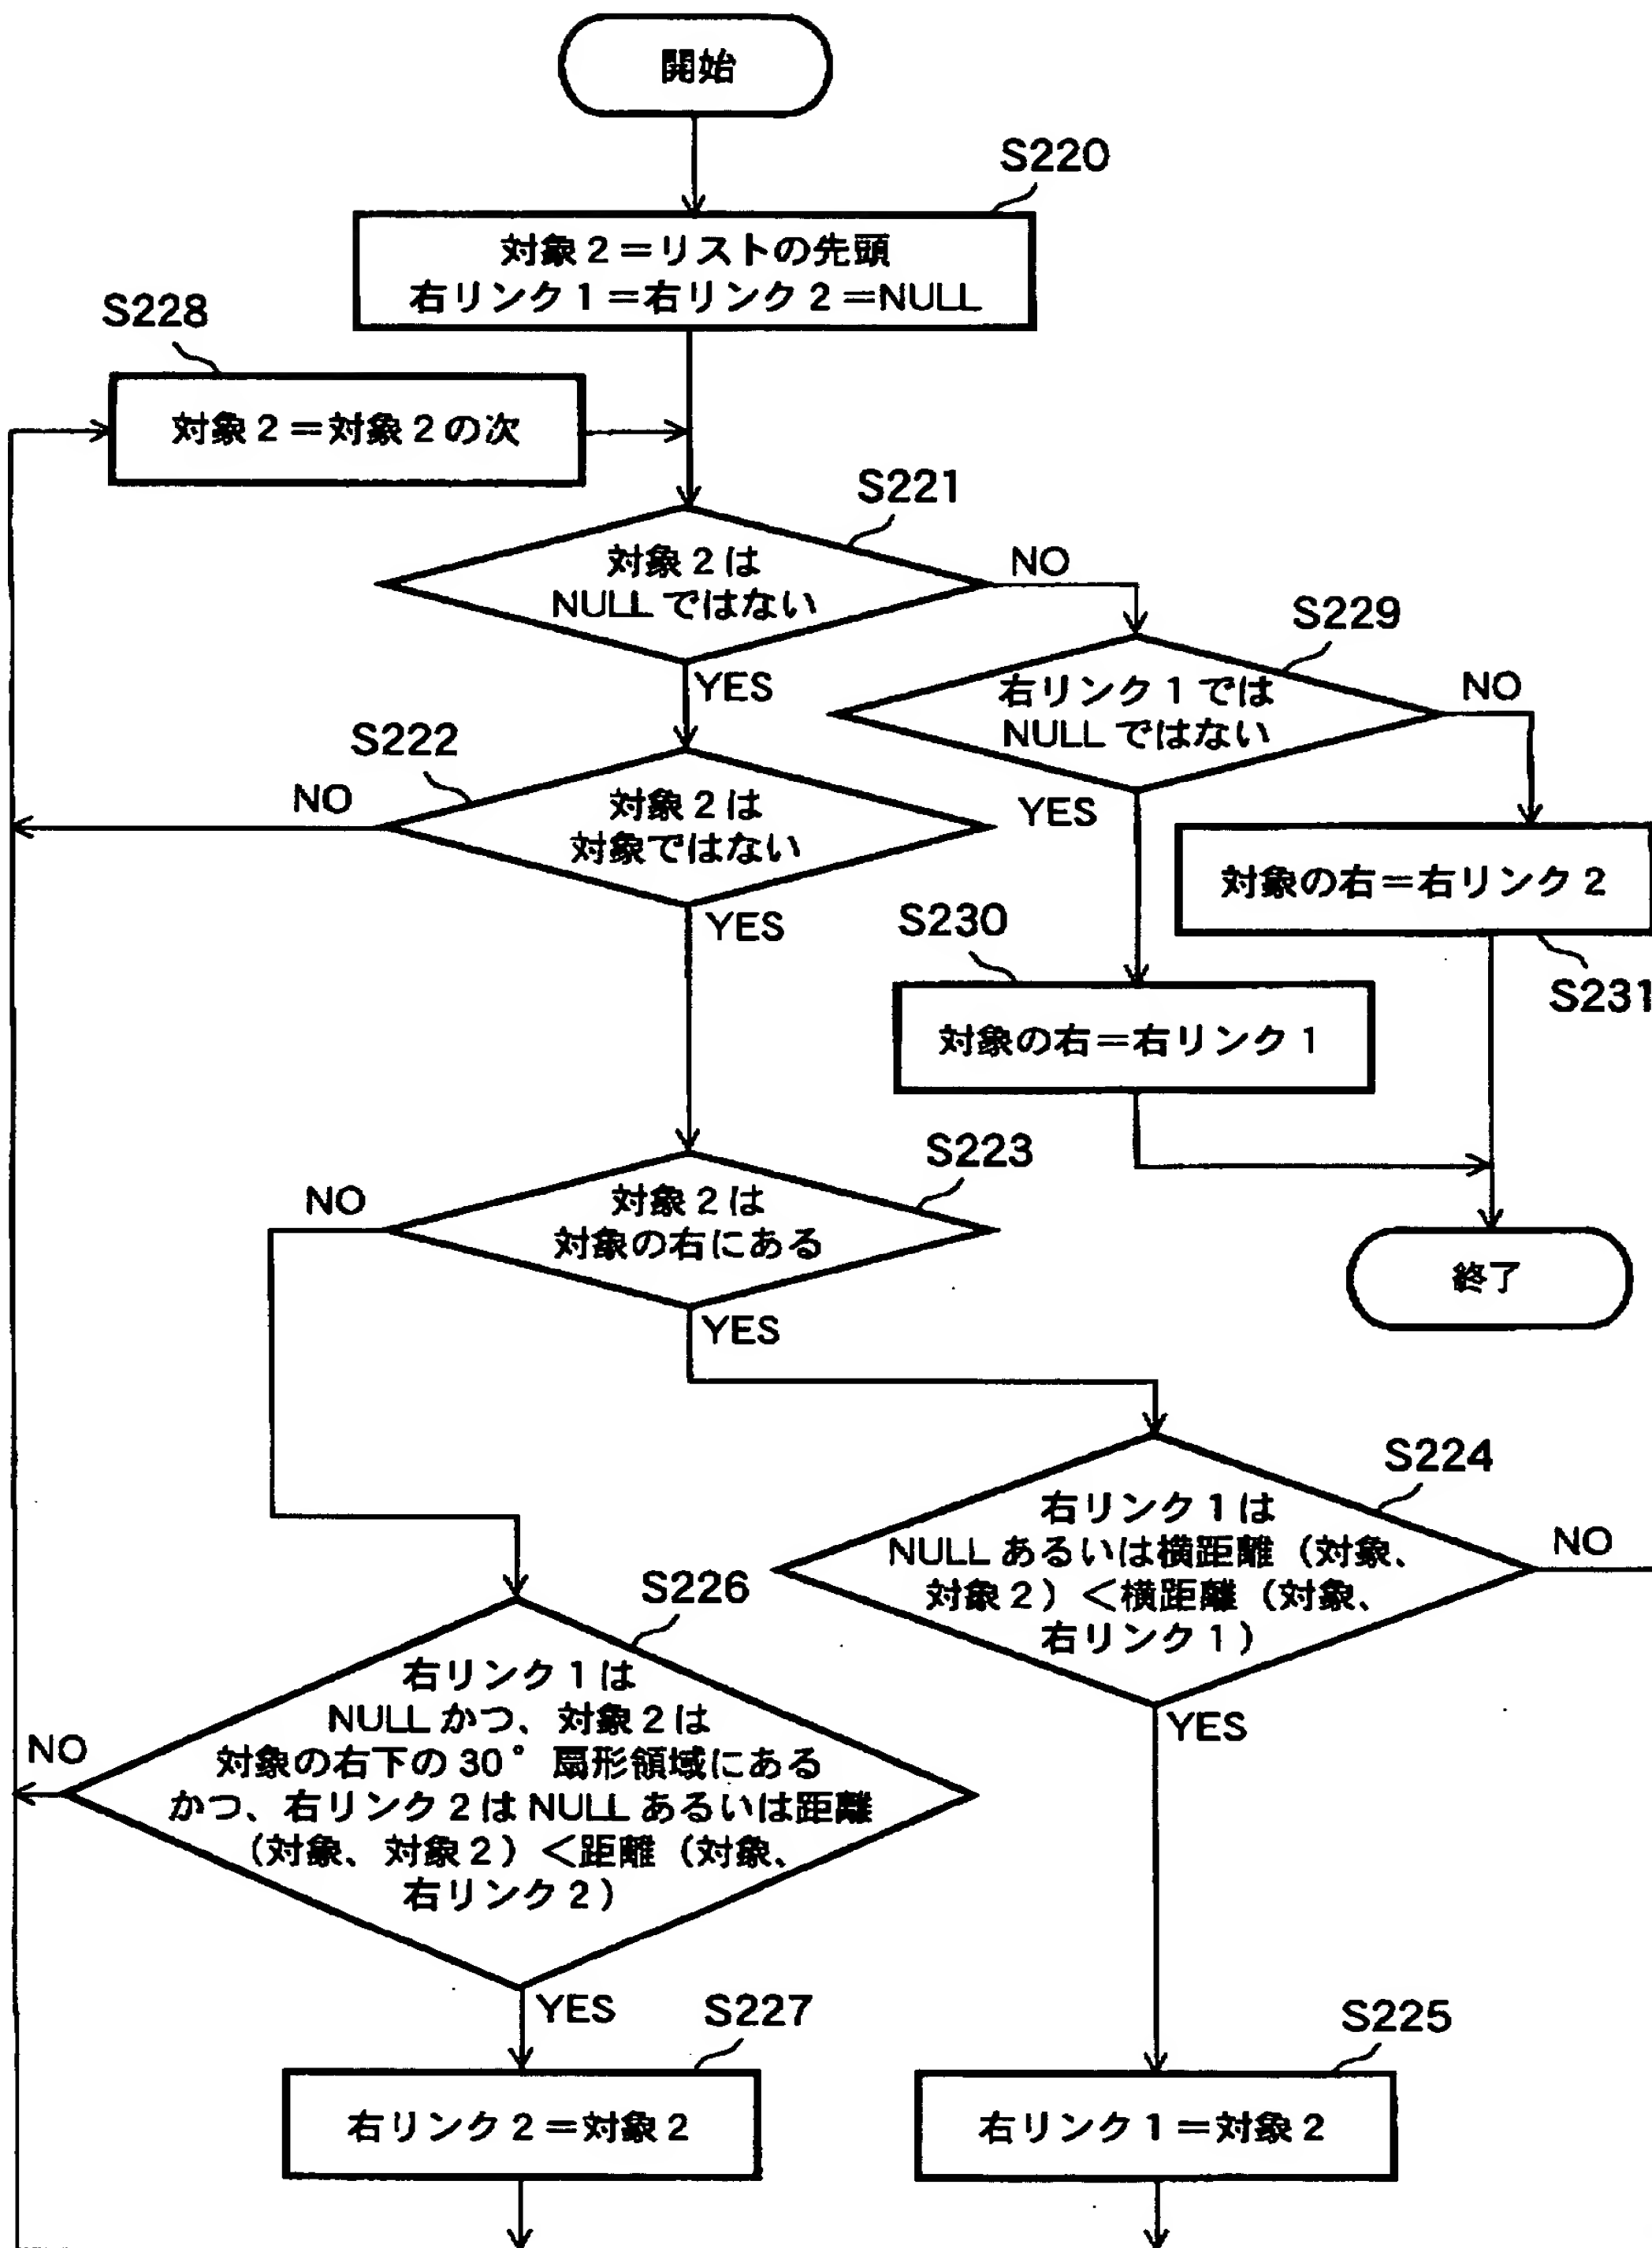 開始
S220
対象2=リストの先頭
右リンク1=右リンク2=NULL
S228
対象2=対象2の次
S221
対象2は
NULLではない
NO
YES
S229
右リンク1では
NULLではない
NO
YES
S222
対象2は
対象ではない
NO
YES
対象の右=右リンク2
S231
S230
対象の右=右リンク1
S223
対象2は
対象の右にある
NO
YES
終了
S224
右リンク1は
NULLあるいは横距離(対象、
対象2)<横距離(対象、
右リンク1)
NO
YES
S226
右リンク1は
NULLかつ、対象2は
対象の右下の30°扇形領域にある
かつ、右リンク2はNULLあるいは距離
(対象、対象2)<距離(対象、
右リンク2)
NO
YES
S227
右リンク2=対象2
S225
右リンク1=対象2